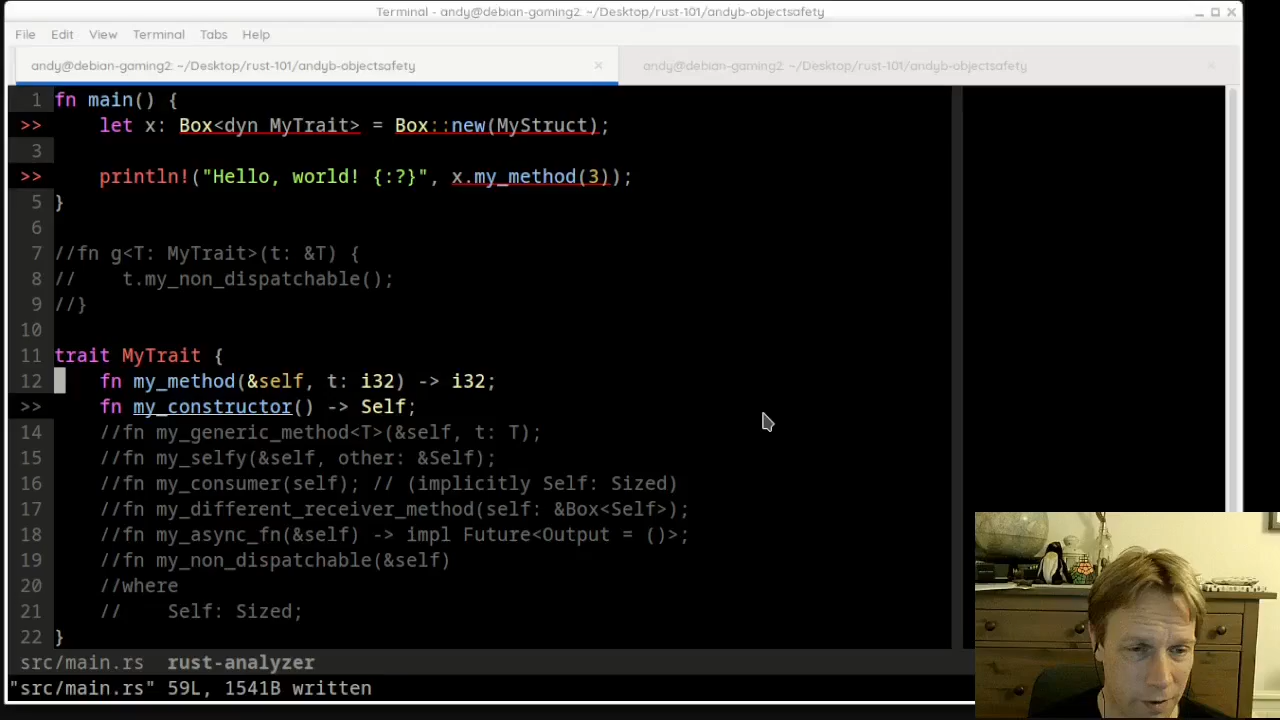 Terminal - andy@debian-gaming2: ~/Desktop/rust-101/andyb-objectsafety
File Edit View Terminal Tabs Help
andy@debian-gaming2: ~/Desktop/rust-101/andyb-objectsafety × andy@debian-gaming2: ~/Desktop/rust-101/andyb-objectsafety ×
1 fn main() {
>> let x: Box<dyn MyTrait> = Box::new(MyStruct);
3
>> println!("Hello, world! {:?}", x.my_method(3));
5 }
6
7 //fn g<T: MyTrait>(t: &T) {
8 // t.my_non_dispatchable();
9 //}
10
11 trait MyTrait {
12 fn my_method(&self, t: i32) -> i32;
>> fn my_constructor() -> Self;
14 //fn my_generic_method<T>(&self, t: T);
15 //fn my_selfy(&self, other: &Self);
16 //fn my_consumer(self); // (implicitly Self: Sized)
17 //fn my_different_receiver_method(self: &Box<Self>);
18 //fn my_async_fn(&self) -> impl Future<Output = ()>;
19 //fn my_non_dispatchable(&self)
20 //where
21 // Self: Sized;
22 }
src/main.rs rust-analyzer
"src/main.rs" 59L, 1541B written